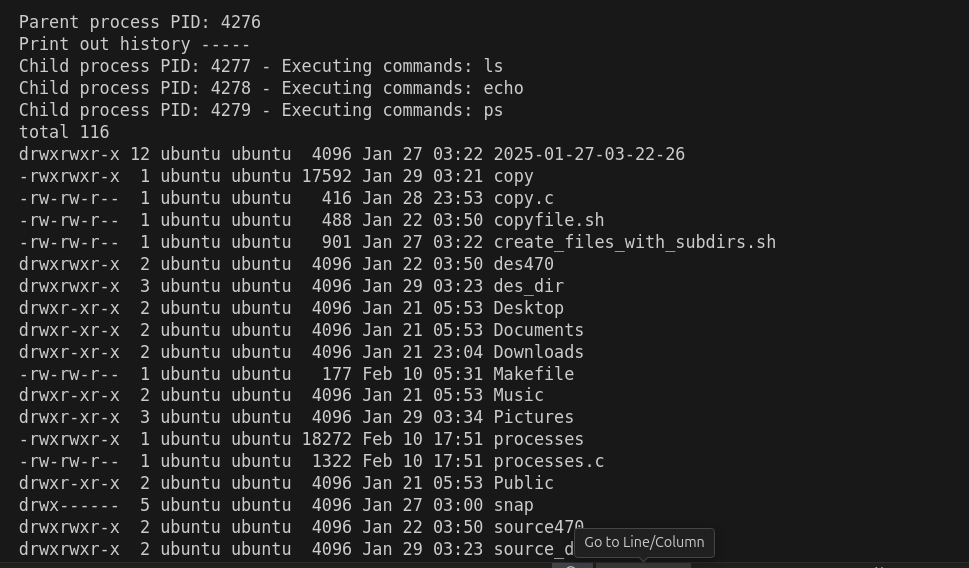 Parent process PID: 4276
Print out history -----
Child process PID: 4277 - Executing commands: ls
Child process PID: 4278 - Executing commands: echo
Child process PID: 4279 - Executing commands: ps
total 116
drwxrwxr-x 12 ubuntu ubuntu  4096 Jan 27 03:22 2025-01-27-03-22-26
-rwxrwxr-x  1 ubuntu ubuntu 17592 Jan 29 03:21 copy
-rw-rw-r--  1 ubuntu ubuntu   416 Jan 28 23:53 copy.c
-rw-rw-r--  1 ubuntu ubuntu   488 Jan 22 03:50 copyfile.sh
-rw-rw-r--  1 ubuntu ubuntu   901 Jan 27 03:22 create_files_with_subdirs.sh
drwxrwxr-x  2 ubuntu ubuntu  4096 Jan 22 03:50 des470
drwxrwxr-x  3 ubuntu ubuntu  4096 Jan 29 03:23 des_dir
drwxr-xr-x  2 ubuntu ubuntu  4096 Jan 21 05:53 Desktop
drwxr-xr-x  2 ubuntu ubuntu  4096 Jan 21 05:53 Documents
drwxr-xr-x  2 ubuntu ubuntu  4096 Jan 21 23:04 Downloads
-rw-rw-r--  1 ubuntu ubuntu   177 Feb 10 05:31 Makefile
drwxr-xr-x  2 ubuntu ubuntu  4096 Jan 21 05:53 Music
drwxr-xr-x  3 ubuntu ubuntu  4096 Jan 29 03:34 Pictures
-rwxrwxr-x  1 ubuntu ubuntu 18272 Feb 10 17:51 processes
-rw-rw-r--  1 ubuntu ubuntu  1322 Feb 10 17:51 processes.c
drwxr-xr-x  2 ubuntu ubuntu  4096 Jan 21 05:53 Public
drwx------  5 ubuntu ubuntu  4096 Jan 27 03:00 snap
drwxrwxr-x  2 ubuntu ubuntu  4096 Jan 22 03:50 source470
drwxrwxr-x  2 ubuntu ubuntu  4096 Jan 29 03:23 source_d
Go to Line/Column